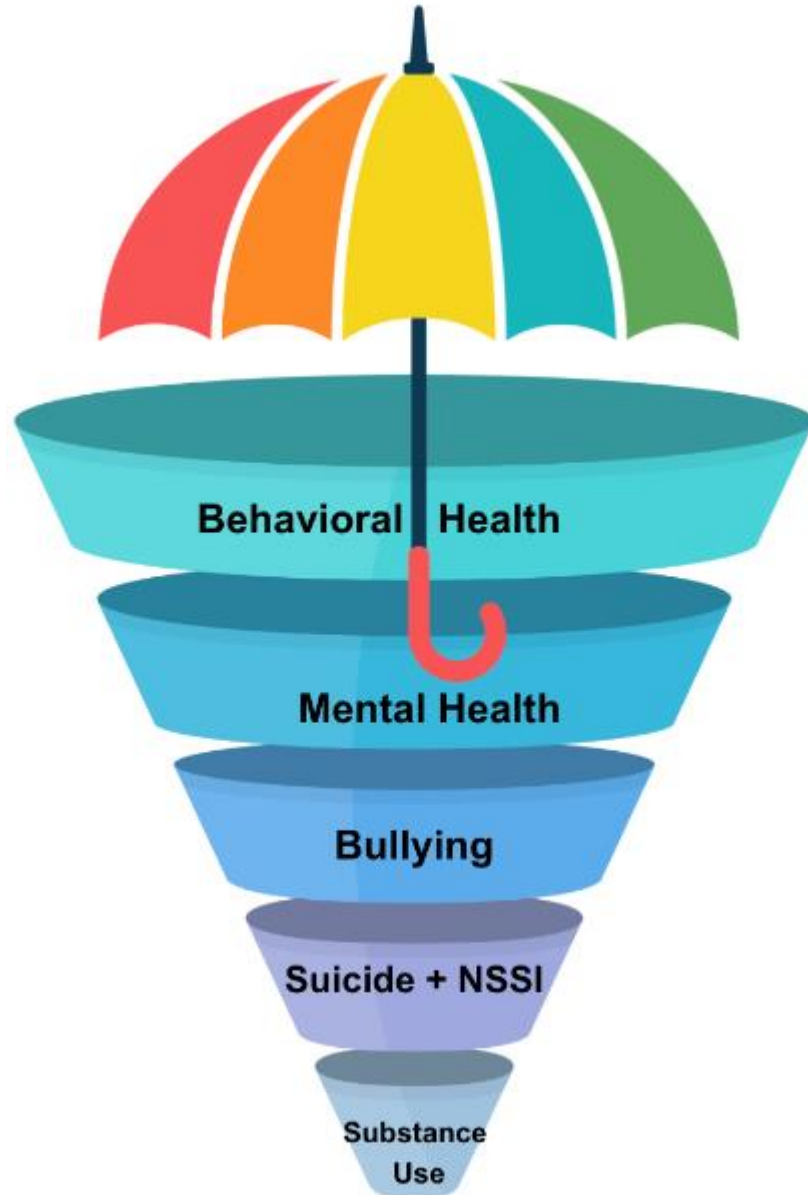 Behavioral Health
Mental Health
Bullying
Suicide + NSSI
Substance
Use